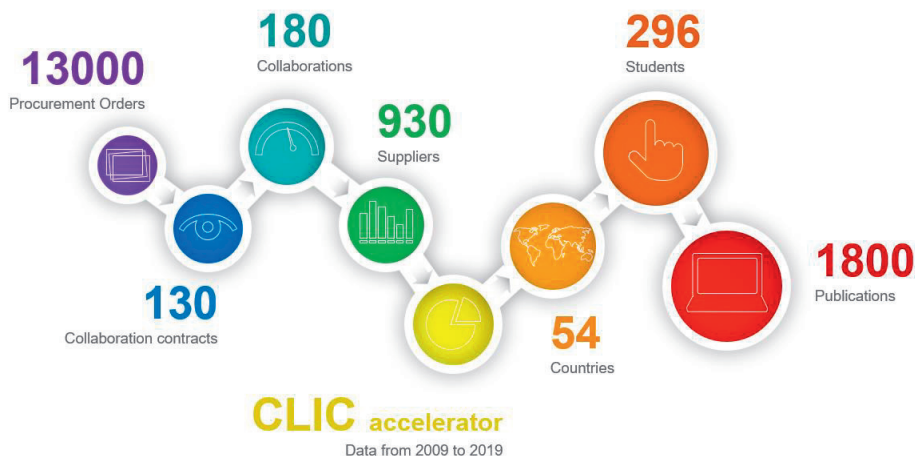 13000
Procurement Orders
130
Collaboration contracts
180
Collaborations
930
Suppliers
CLIC accelerator
Data from 2009 to 2019
54
Countries
296
Students
1800
Publications